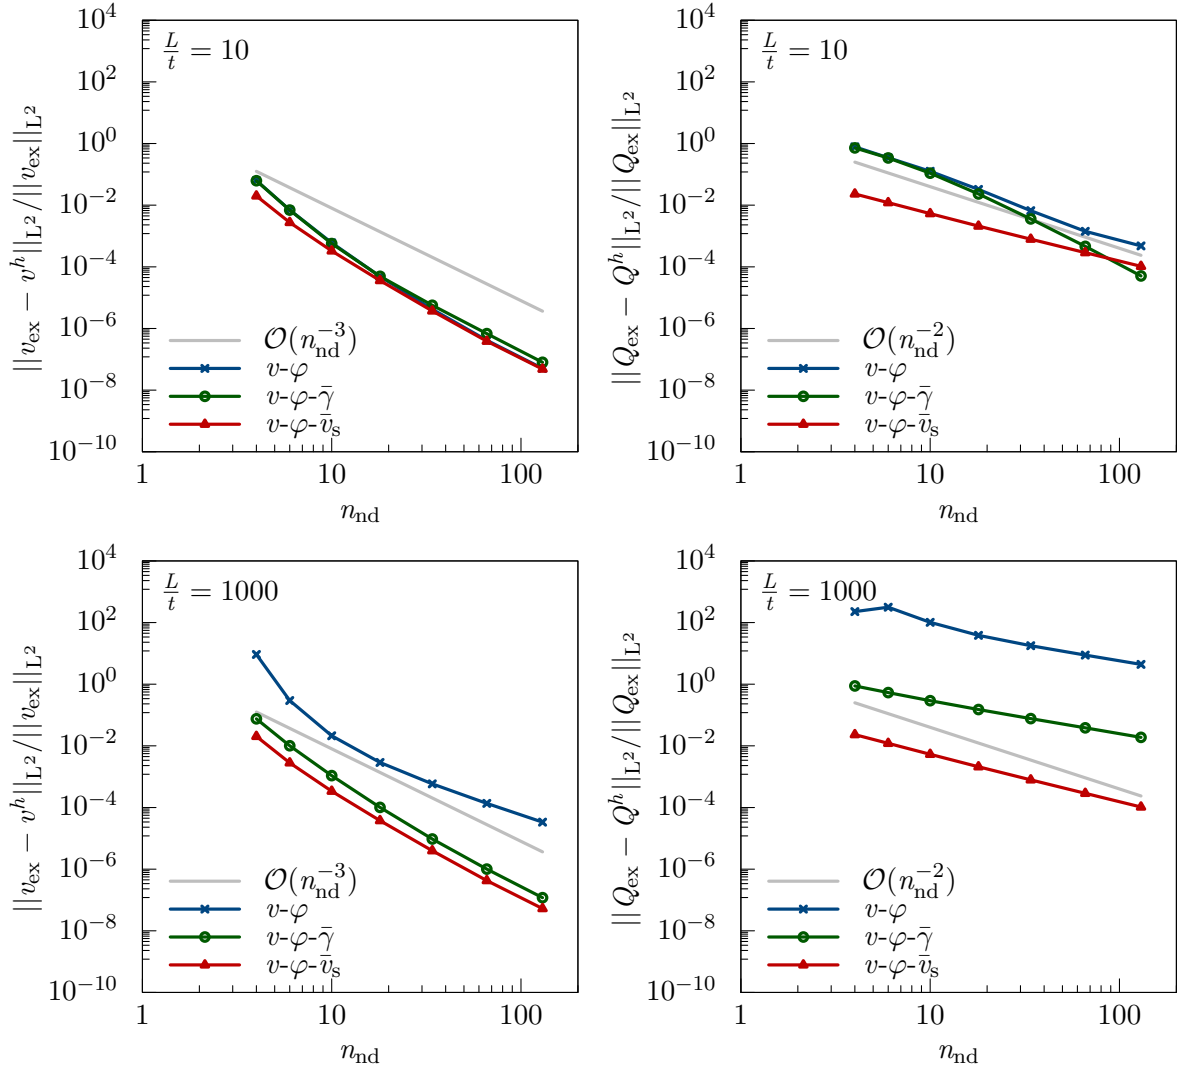 ||v_ex − v^h||_L² / ||v_ex||_L²
10^4
10^2
10^0
10^−2
10^−4
10^−6
10^−8
10^−10
L/t = 10
O(n_nd^−3)
v-φ
v-φ-γ̄
v-φ-v̄_s
1 10 100
n_nd
||Q_ex − Q^h||_L² / ||Q_ex||_L²
10^4
10^2
10^0
10^−2
10^−4
10^−6
10^−8
10^−10
L/t = 10
O(n_nd^−2)
v-φ
v-φ-γ̄
v-φ-v̄_s
1 10 100
n_nd
||v_ex − v^h||_L² / ||v_ex||_L²
10^4
10^2
10^0
10^−2
10^−4
10^−6
10^−8
10^−10
L/t = 1000
O(n_nd^−3)
v-φ
v-φ-γ̄
v-φ-v̄_s
1 10 100
n_nd
||Q_ex − Q^h||_L² / ||Q_ex||_L²
10^4
10^2
10^0
10^−2
10^−4
10^−6
10^−8
10^−10
L/t = 1000
O(n_nd^−2)
v-φ
v-φ-γ̄
v-φ-v̄_s
1 10 100
n_nd